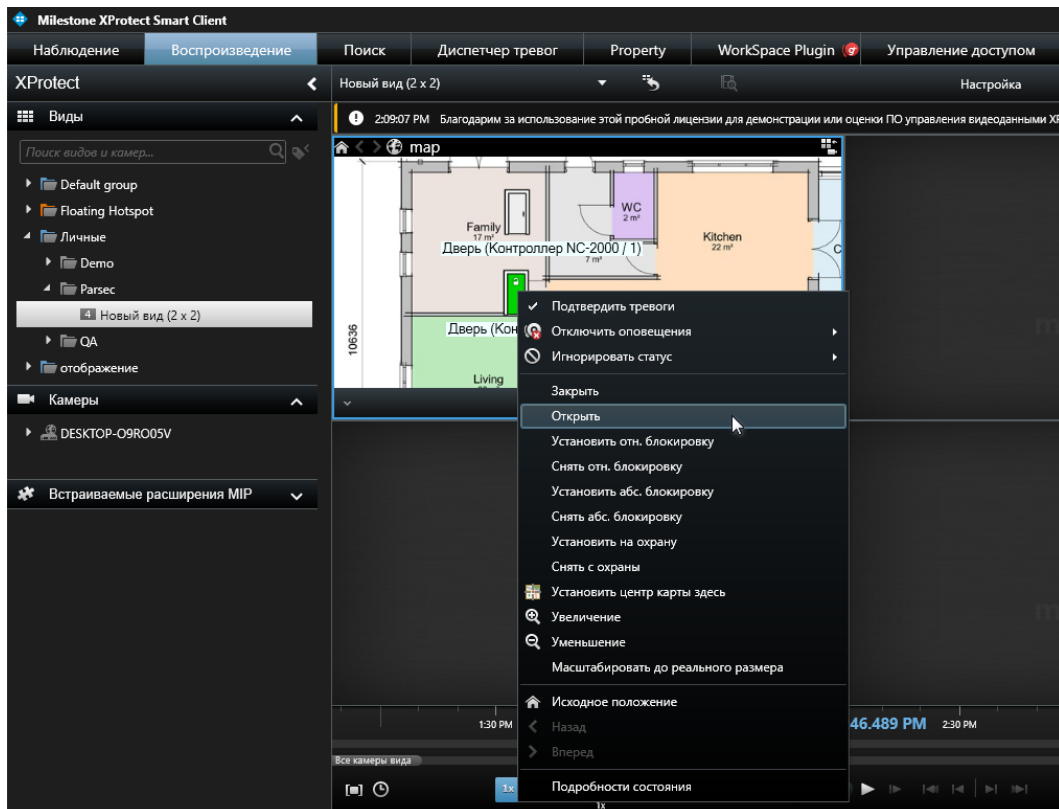 Milestone XProtect Smart Client
Наблюдение Воспроизведение Поиск Диспетчер тревог Property WorkSpace Plugin Управление доступом
XProtect
Новый вид (2 x 2)
Настройка
Виды
2:09:07 PM Благодарим за использование этой пробной лицензии для демонстрации или оценки ПО управления видеоданными XP
Поиск видов и камер...
map
Default group
Floating Hotspot
Личные
Demo
Parsec
4 Новый вид (2 x 2)
QA
отображение
Камеры
DESKTOP-O9RO05V
Встраиваемые расширения MIP
WC
2 m²
Family
17 m²
Kitchen
22 m²
C
Дверь (Контроллер NC-2000 / 1)
7 m²
Дверь (Кон
10636
Living
Подтвердить тревоги
Отключить оповещения
Игнорировать статус
Закрыть
Открыть
Установить отн. блокировку
Снять отн. блокировку
Установить абс. блокировку
Снять абс. блокировку
Установить на охрану
Снять с охраны
Установить центр карты здесь
Увеличение
Уменьшение
Масштабировать до реального размера
Исходное положение
Назад
Вперед
Подробности состояния
1:30 PM
46.489 PM
2:30 PM
Все камеры вида
1x
1x